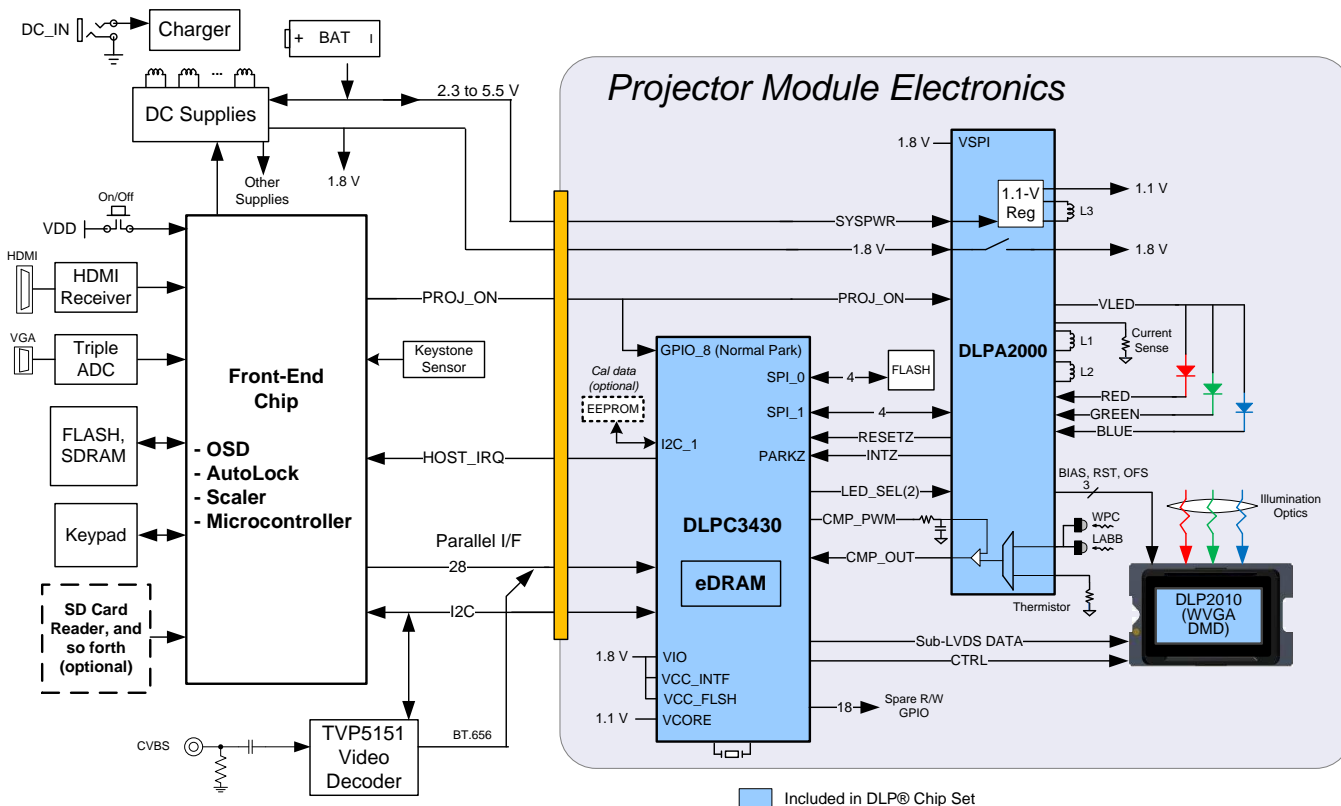 DC_IN
Charger
+ BAT
DC Supplies
...
2.3 to 5.5 V
Other
Supplies
1.8 V
On/Off
VDD
HDMI
HDMI
Receiver
VGA
Triple
ADC
FLASH,
SDRAM
Keypad
SD Card
Reader, and
so forth
(optional)
Front-End
Chip
- OSD
- AutoLock
- Scaler
- Microcontroller
Keystone
Sensor
PROJ_ON
HOST_IRQ
Parallel I/F
28
I2C
CVBS
TVP5151
Video
Decoder
BT.656
Projector Module Electronics
SYSPWR
1.8 V
PROJ_ON
Cal data
(optional)
EEPROM
GPIO_8 (Normal Park)
SPI_0
SPI_1
I2C_1
PARKZ
DLPC3430
eDRAM
VIO
VCC_INTF
VCC_FLSH
VCORE
1.8 V
1.1 V
4
FLASH
4
RESETZ
INTZ
LED_SEL(2)
CMP_PWM
CMP_OUT
Sub-LVDS DATA
CTRL
18
Spare R/W
GPIO
1.8 V
VSPI
1.1-V
Reg
L3
1.1 V
1.8 V
DLPA2000
VLED
L1
L2
Current
Sense
RED
GREEN
BLUE
BIAS, RST, OFS
3
WPC
LABB
Thermistor
Illumination
Optics
DLP2010
(WVGA
DMD)
Included in DLP® Chip Set